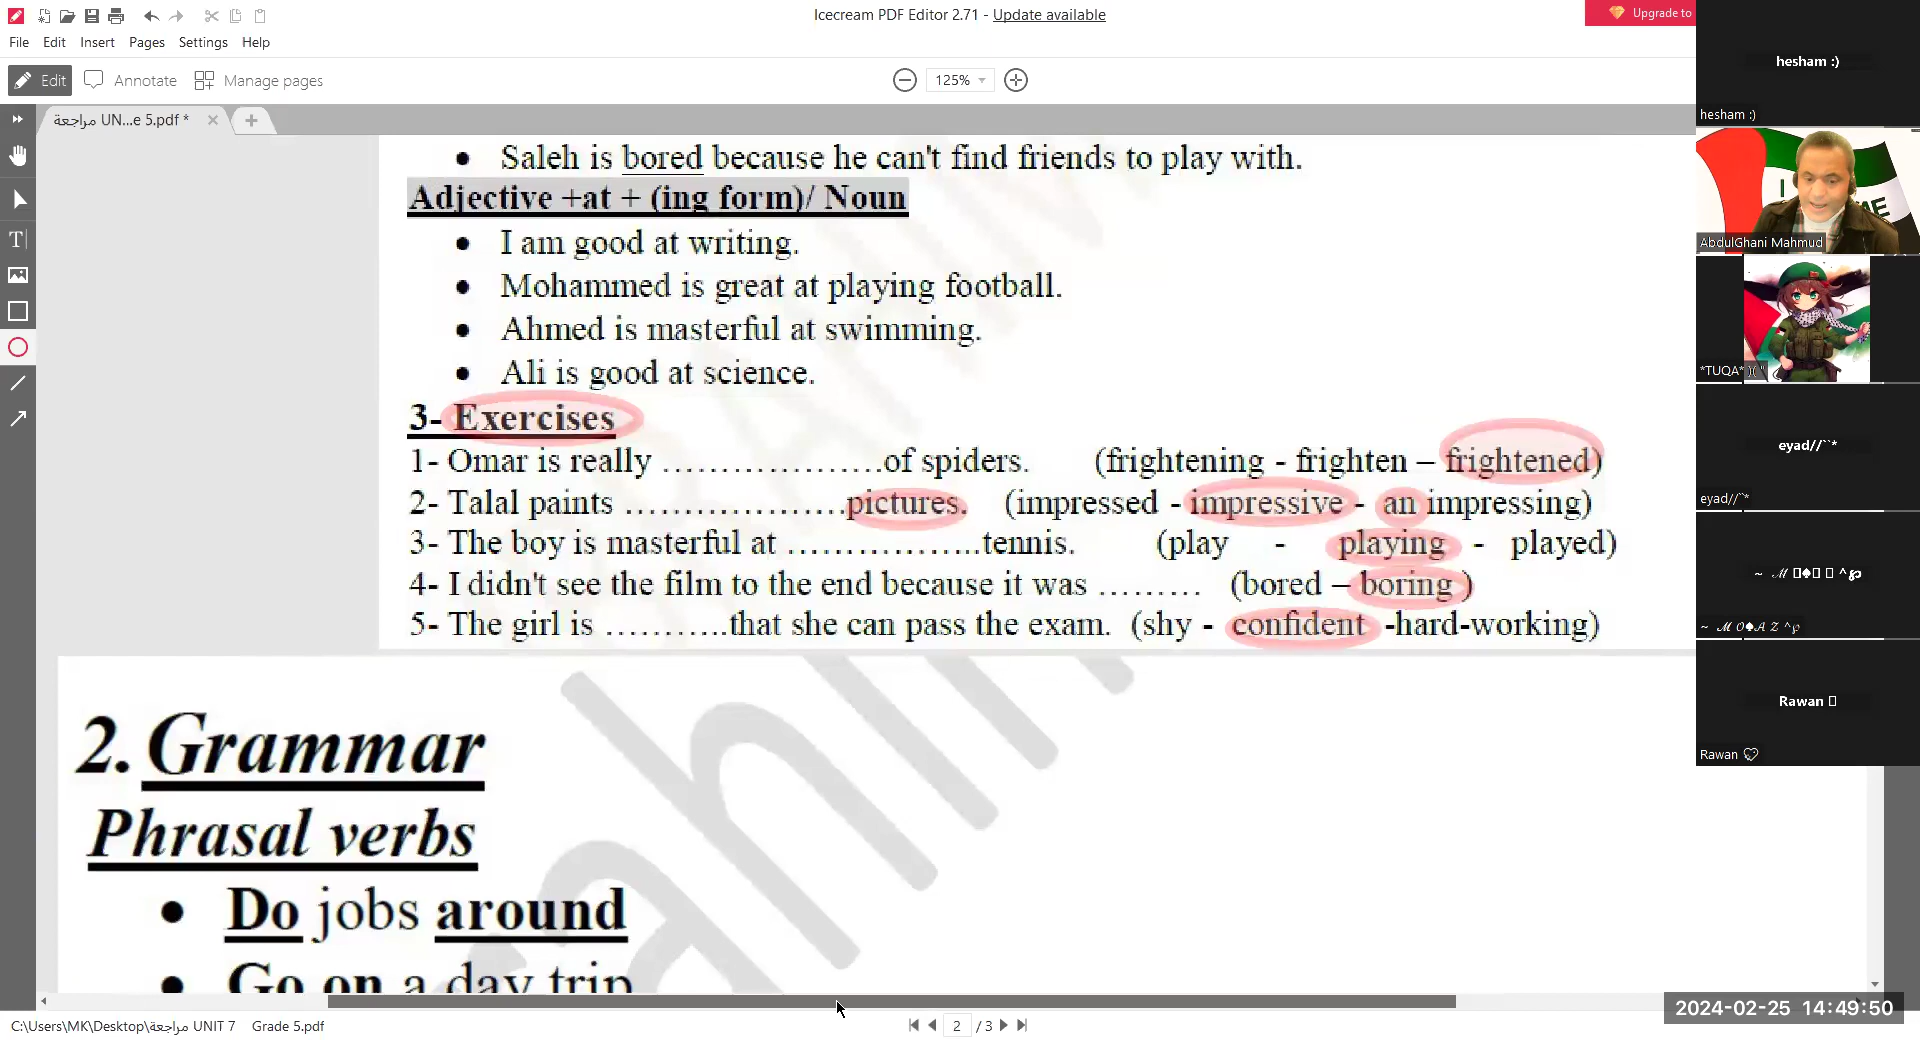 Icecream PDF Editor 2.71 - Update available
Upgrade to
File Edit Insert Pages Settings Help
Edit Annotate Manage pages
125%
مراجعة UN...e 5.pdf *
Saleh is bored because he can't find friends to play with.
Adjective +at + (ing form)/ Noun
I am good at writing.
Mohammed is great at playing football.
Ahmed is masterful at swimming.
Ali is good at science.
3- Exercises
1- Omar is really ………………….of spiders. (frightening - frighten – frightened)
2- Talal paints ………………….pictures. (impressed - impressive - an impressing)
3- The boy is masterful at ………………..tennis. (play - playing - played)
4- I didn't see the film to the end because it was ……… (bored – boring )
5- The girl is ………..that she can pass the exam. (shy - confident -hard-working)
2. Grammar
Phrasal verbs
Do jobs around
Go on a day trip
hesham :)
hesham :)
AbdulGhani Mahmud
*TUQA*
eyad//``*
eyad//``*
Rawan
Rawan
2024-02-25 14:49:50
C:\Users\MK\Desktop\مراجعة UNIT 7 Grade 5.pdf
2 / 3